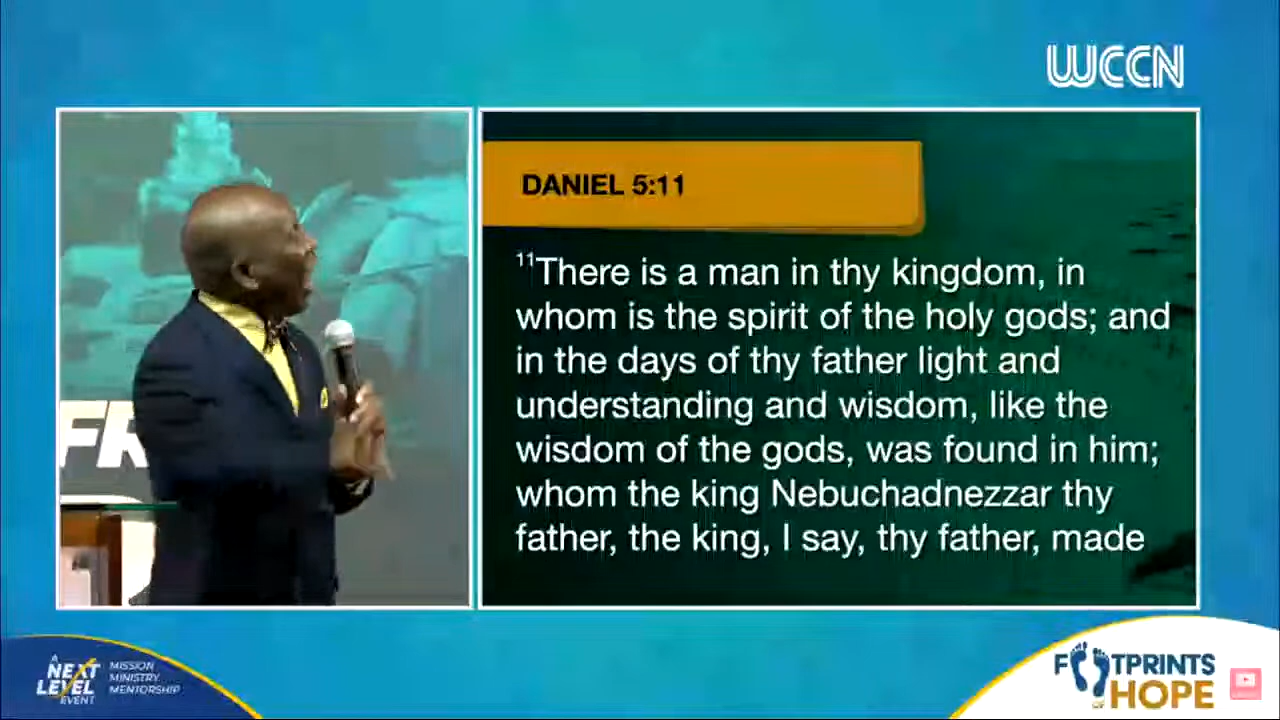 WCCN
DANIEL 5:11
¹¹There is a man in thy kingdom, in
whom is the spirit of the holy gods; and
in the days of thy father light and
understanding and wisdom, like the
wisdom of the gods, was found in him;
whom the king Nebuchadnezzar thy
father, the king, I say, thy father, made
FR
A
NEXT
LEVEL
EVENT
MISSION
MINISTRY
MENTORSHIP
FOOTPRINTS
OF HOPE